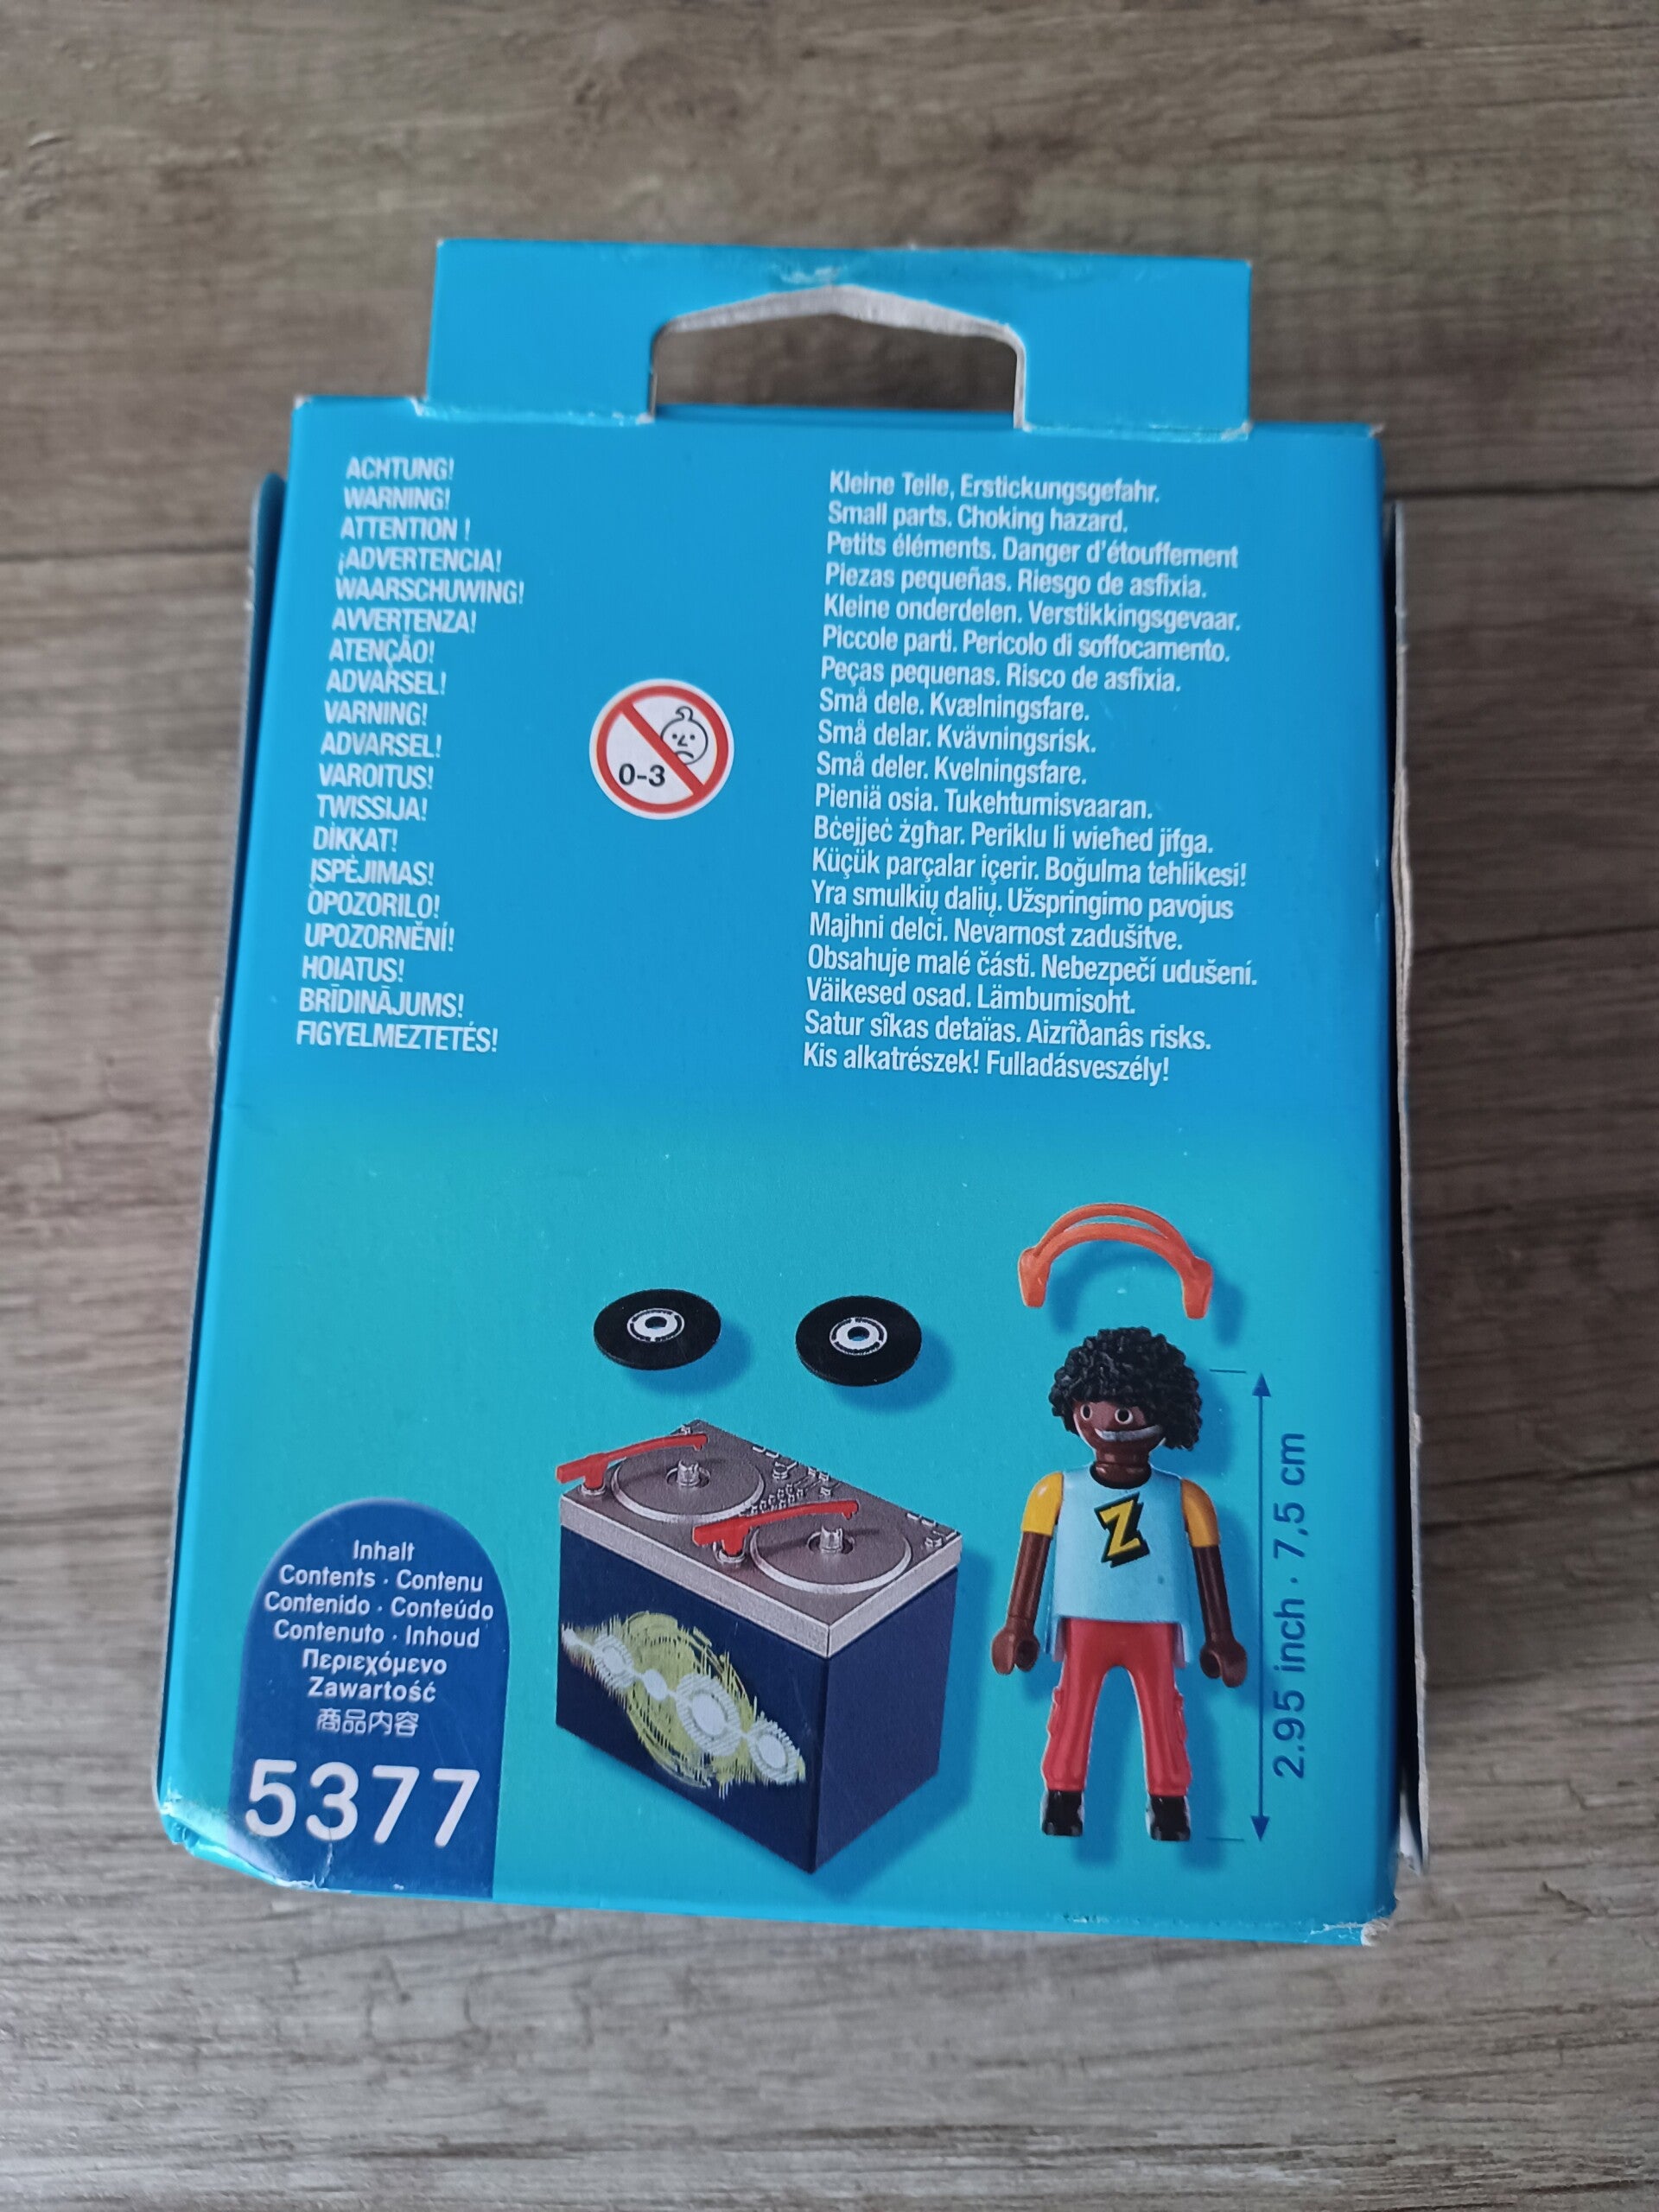 ACHTUNG!
WARNING!
ATTENTION !
¡ADVERTENCIA!
WAARSCHUWING!
AVVERTENZA!
ATENÇÃO!
ADVARSEL!
VARNING!
ADVARSEL!
VAROITUS!
TWISSIJA!
DİKKAT!
ĮSPĖJIMAS!
OPOZORILO!
UPOZORNĚNÍ!
HOIATUS!
BRĪDINĀJUMS!
FIGYELMEZTETÉS!
0-3
Kleine Teile, Erstickungsgefahr.
Small parts. Choking hazard.
Petits éléments. Danger d'étouffement
Piezas pequeñas. Riesgo de asfixia.
Kleine onderdelen. Verstikkingsgevaar.
Piccole parti. Pericolo di soffocamento.
Peças pequenas. Risco de asfixia.
Små dele. Kvælningsfare.
Små delar. Kvävningsrisk.
Små deler. Kvelningsfare.
Pieniä osia. Tukehtumisvaaran.
Bċejjeċ żgħar. Periklu li wieħed jifga.
Küçük parçalar içerir. Boğulma tehlikesi!
Yra smulkių dalių. Užspringimo pavojus
Majhni delci. Nevarnost zadušitve.
Obsahuje malé části. Nebezpečí udušení.
Väikesed osad. Lämbumisoht.
Satur sîkas detaïas. Aizrîðanâs risks.
Kis alkatrészek! Fulladásveszély!
Z
2.95 inch · 7,5 cm
Inhalt
Contents · Contenu
Contenido · Conteúdo
Contenuto · Inhoud
Περιεχόμενο
Zawartość
商品内容
5377